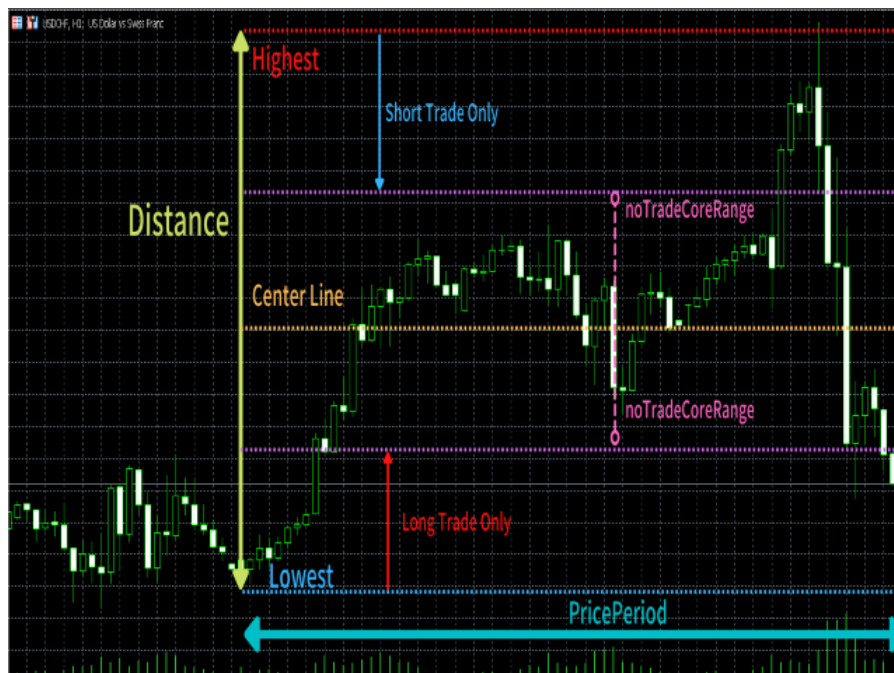 USDCHF, H1: US Dollar vs Swiss Franc
Highest
Short Trade Only
Distance
noTradeCoreRange
Center Line
noTradeCoreRange
Long Trade Only
Lowest
PricePeriod